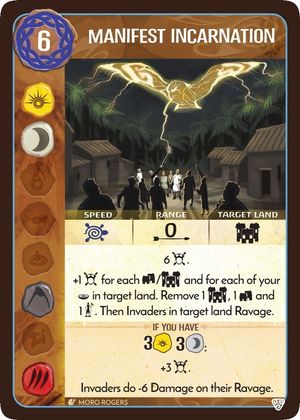 6 MANIFEST INCARNATION
SPEED RANGE TARGET LAND
0
6
+1 for each / and for each of your
in target land. Remove 1 , 1 and
1 . Then Invaders in target land Ravage.
IF YOU HAVE:
3 3 :
+3 .
Invaders do -6 Damage on their Ravage.
MORO ROGERS